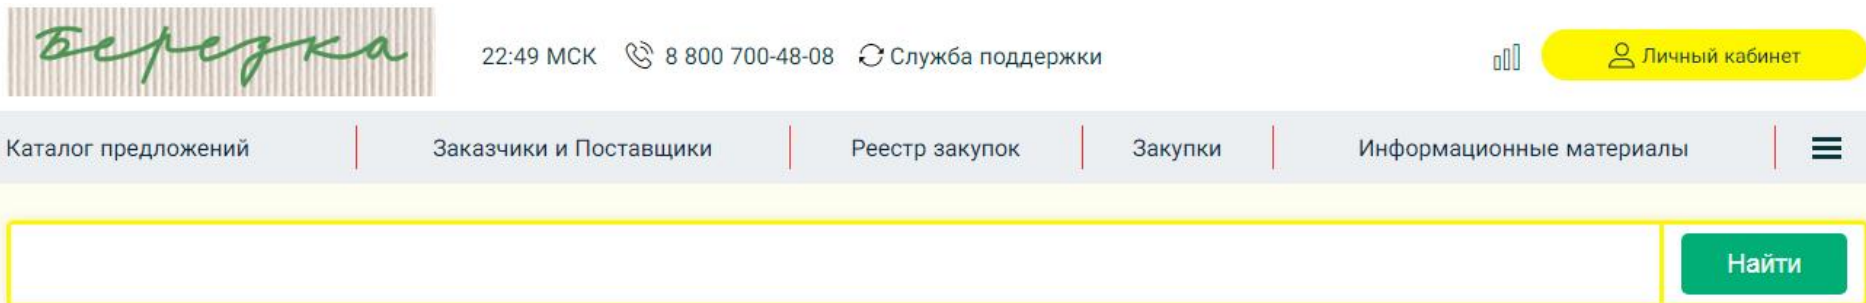 Березка
22:49 МСК 8 800 700-48-08 Служба поддержки Личный кабинет
Каталог предложений Заказчики и Поставщики Реестр закупок Закупки Информационные материалы
Найти